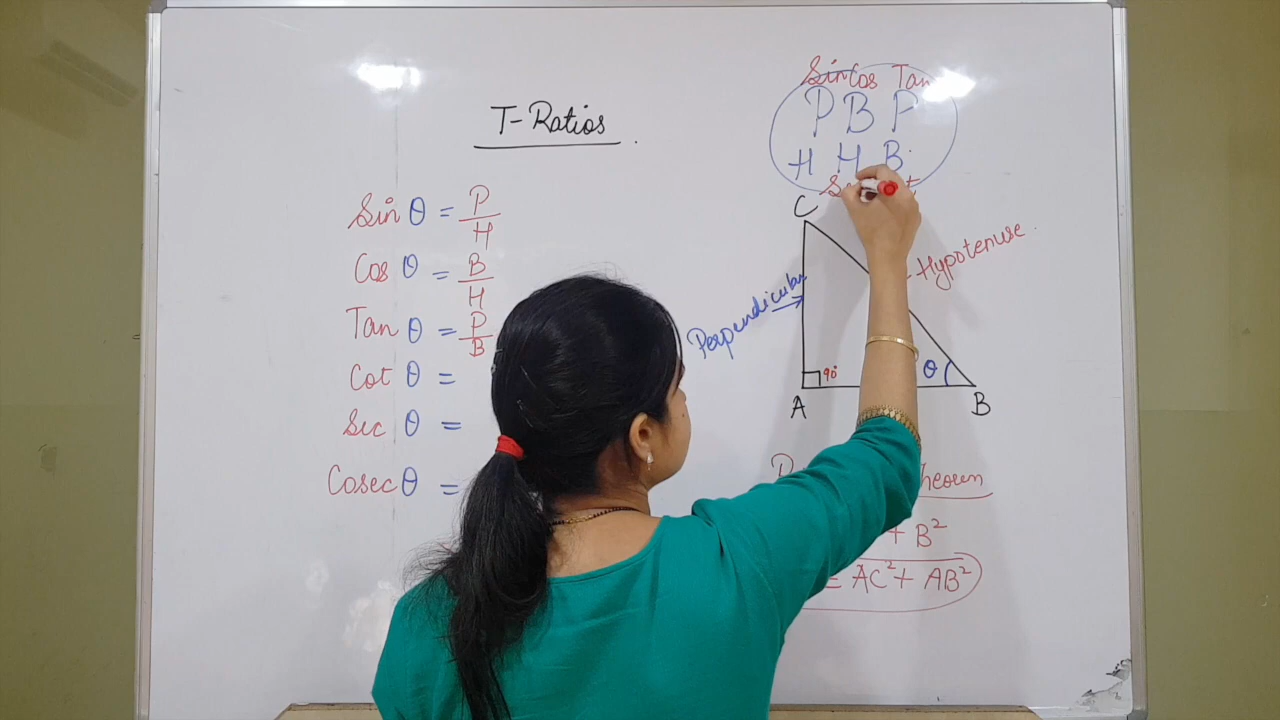 T-Ratios
Sin θ = P/H
Cos θ = B/H
Tan θ = P/B
Cot θ =
Sec θ =
Cosec θ =
Sin Cos Tan
P B P
H H B
C
Perpendicular
Hypotenuse
90°
θ
A
B
+ B²
= AC² + AB²